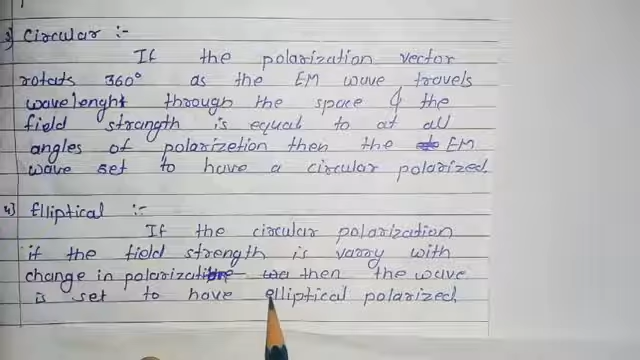 3) Circular :-
If the polarization vector
rotats 360° as the EM wave travels
wavelenght through the space & the
field strangth is equal to at all
angles of polarizetion then the EM
wave set to have a circular polarized.
4) Elliptical :-
If the circular polarization
if the field strength is varry with
change in polarization then the wave
is set to have elliptical polarized.